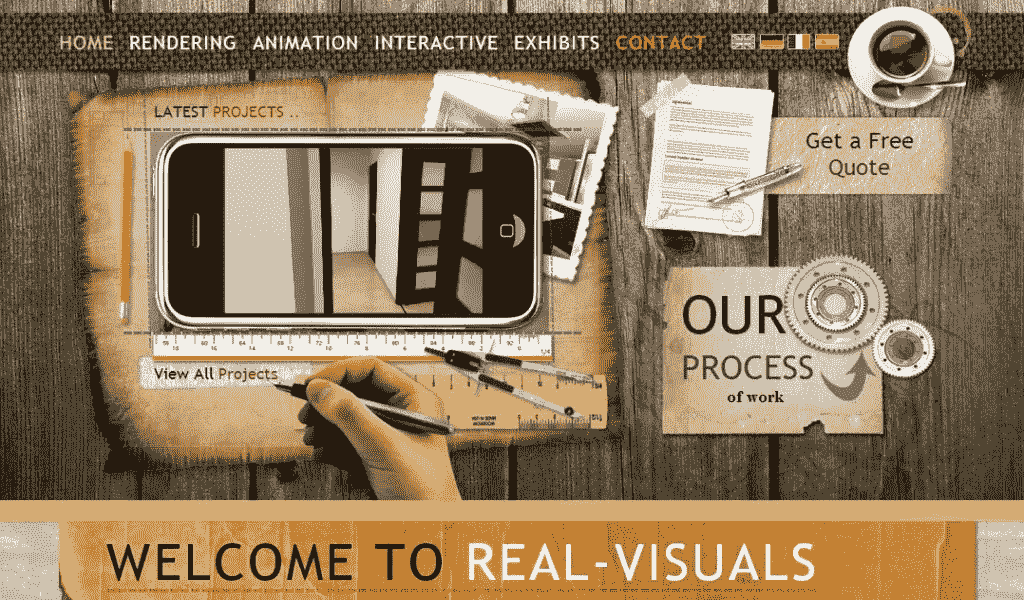 HOME RENDERING ANIMATION INTERACTIVE EXHIBITS CONTACT
LATEST PROJECTS ..
Get a Free
Quote
OUR
PROCESS
of work
View All Projects
WELCOME TO REAL-VISUALS